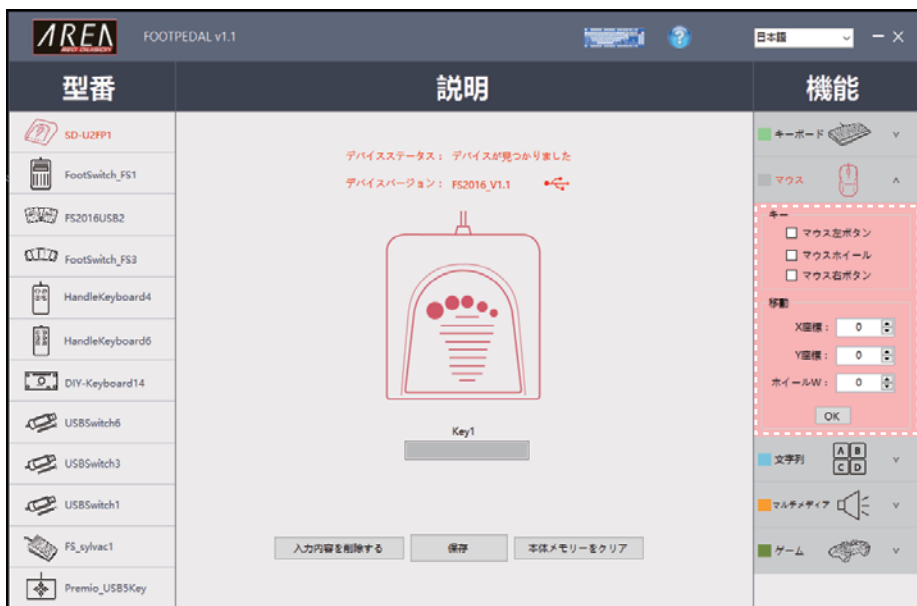 AREA
RED DIVISION
FOOTPEDAL v1.1
?
日本語
型番
説明
機能
SD-U2FP1
FootSwitch_FS1
FS2016USB2
FootSwitch_FS3
HandleKeyboard4
HandleKeyboard6
DIY-Keyboard14
USBSwitch6
USBSwitch3
USBSwitch1
FS_sylvac1
Premio_USB5Key
デバイスステータス： デバイスが見つかりました
デバイスバージョン： FS2016_V1.1
Key1
入力内容を削除する
保存
本体メモリーをクリア
キーボード
マウス
キー
マウス左ボタン
マウスホイール
マウス右ボタン
移動
X座標： 0
Y座標： 0
ホイールW： 0
OK
文字列
A B
C D
マルチメディア
ゲーム